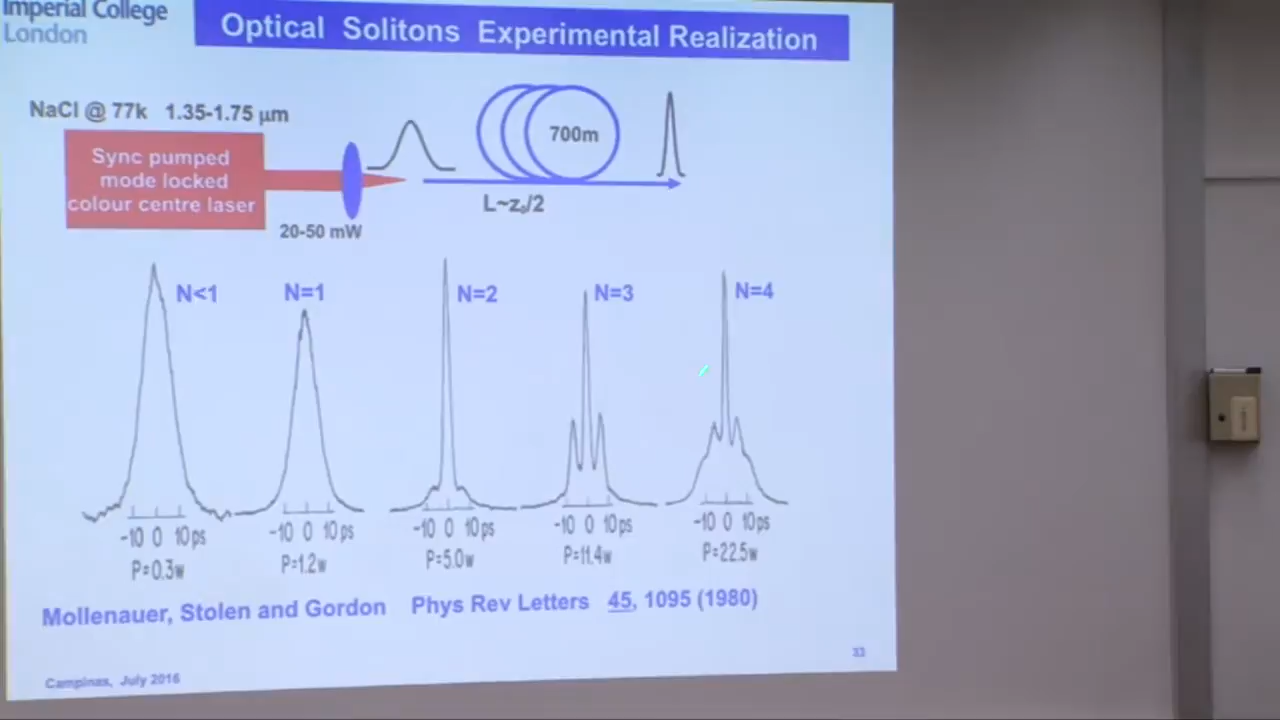 Imperial College
London
Optical Solitons Experimental Realization
NaCl @ 77k 1.35-1.75 μm
Sync pumped
mode locked
colour centre laser
20-50 mW
700m
L~z₀/2
N<1
N=1
N=2
N=3
N=4
-10 0 10ps
P=0.3w
-10 0 10ps
P=1.2w
-10 0 10ps
P=5.0w
-10 0 10ps
P=11.4w
-10 0 10ps
P=22.5w
Mollenauer, Stolen and Gordon Phys Rev Letters 45, 1095 (1980)
Campinas, July 2016
33